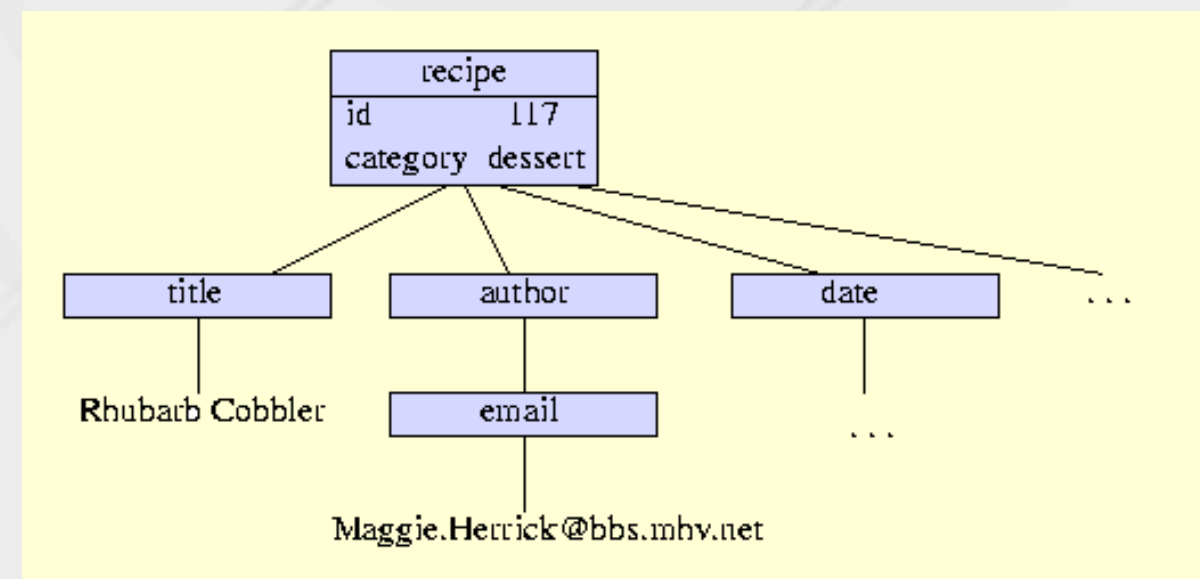 recipe
id 117
category dessert
title author date . . .
Rhubarb Cobbler email . . .
Maggie.Herrick@bbs.mhv.net